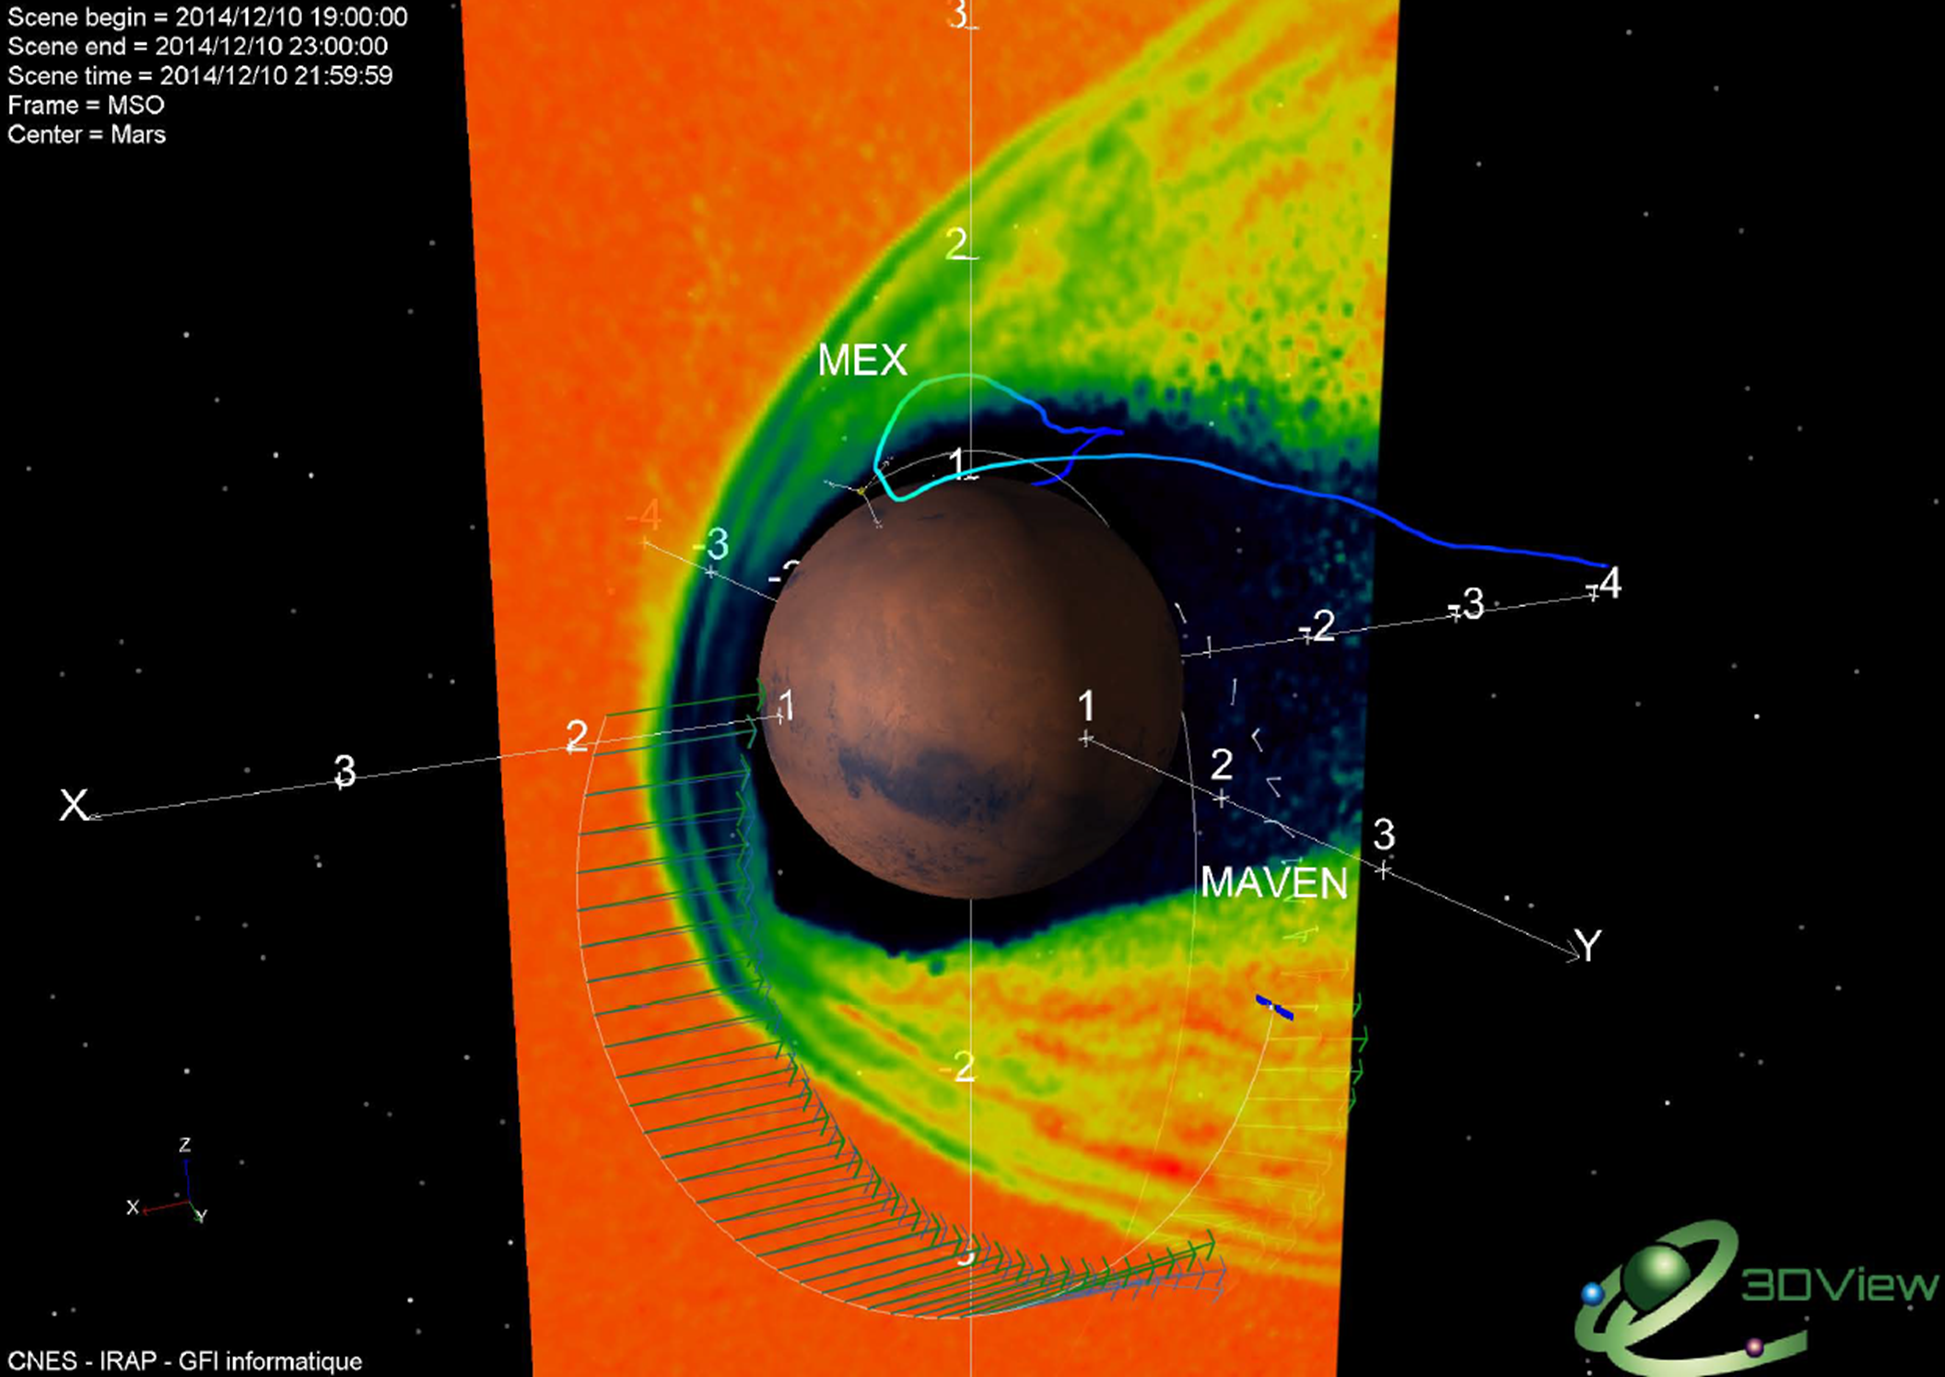 Scene begin = 2014/12/10 19:00:00
Scene end = 2014/12/10 23:00:00
Scene time = 2014/12/10 21:59:59
Frame = MSO
Center = Mars
3
2
MEX
1
-4
-3
-4
-3
-2
1
1
2
2
3
X
3
MAVEN
Y
-2
Z
X
Y
3DView
CNES - IRAP - GFI informatique